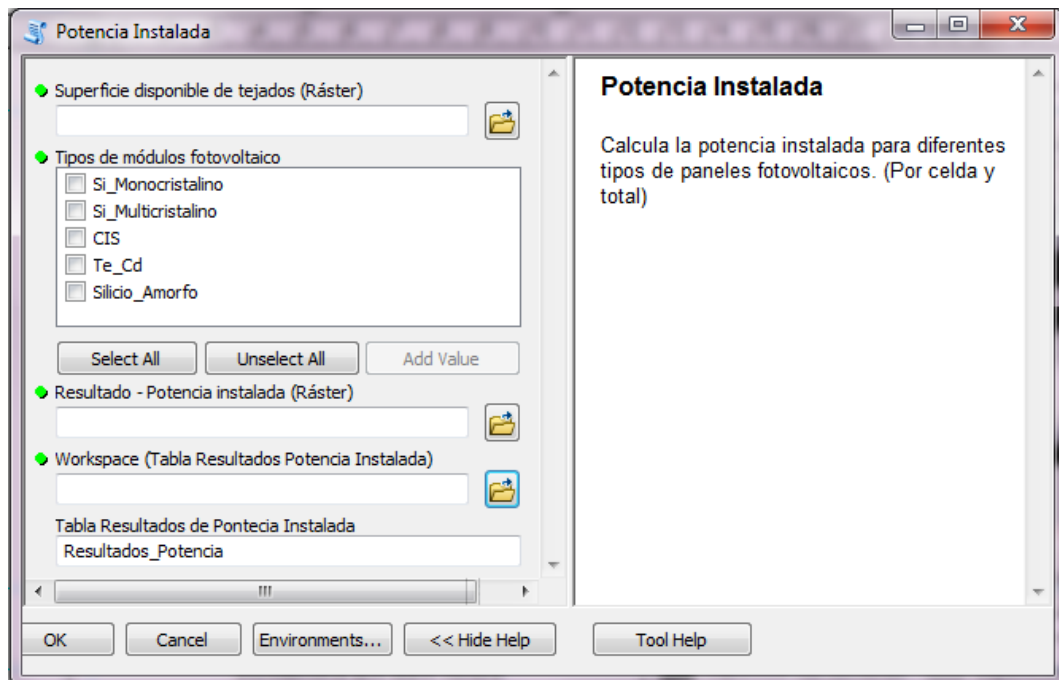 Potencia Instalada
Superficie disponible de tejados (Ráster)
Tipos de módulos fotovoltaico
Si_Monocristalino
Si_Multicristalino
CIS
Te_Cd
Silicio_Amorfo
Select All Unselect All Add Value
Resultado - Potencia instalada (Ráster)
Workspace (Tabla Resultados Potencia Instalada)
Tabla Resultados de Pontecia Instalada
Resultados_Potencia
Potencia Instalada
Calcula la potencia instalada para diferentes
tipos de paneles fotovoltaicos. (Por celda y
total)
OK Cancel Environments... << Hide Help Tool Help